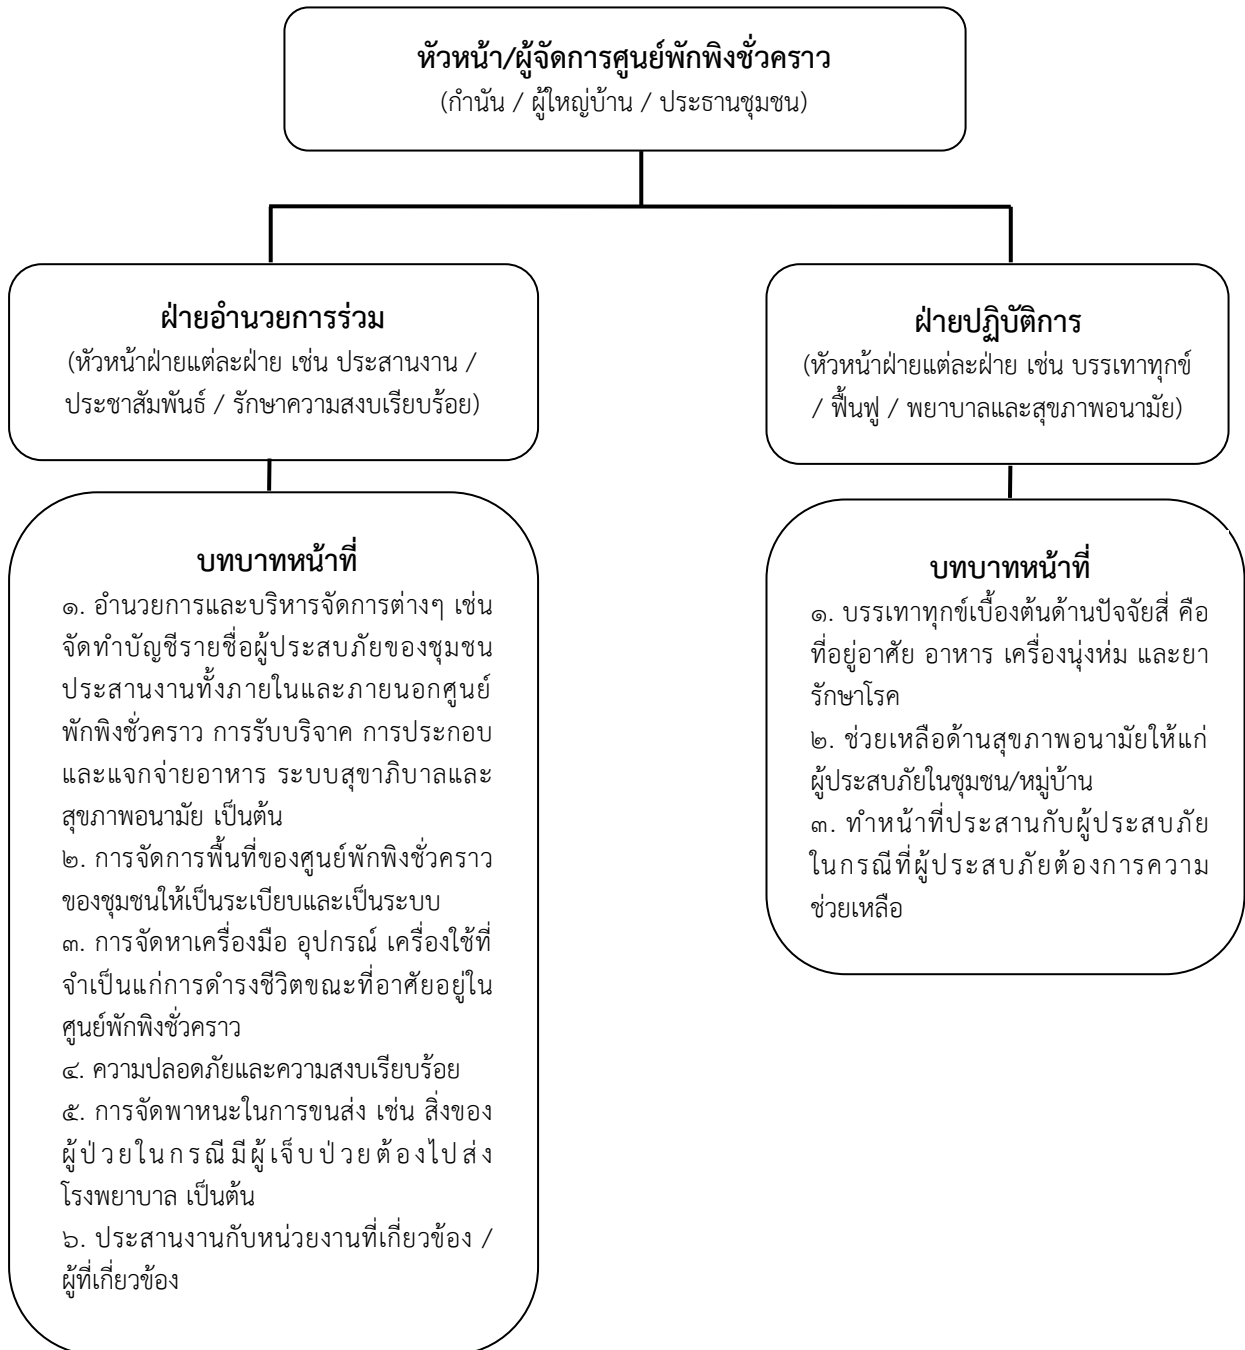 หัวหน้า/ผู้จัดการศูนย์พักพิงชั่วคราว
(กำนัน / ผู้ใหญ่บ้าน / ประธานชุมชน)
ฝ่ายอำนวยการร่วม
(หัวหน้าฝ่ายแต่ละฝ่าย เช่น ประสานงาน /
ประชาสัมพันธ์ / รักษาความสงบเรียบร้อย)
ฝ่ายปฏิบัติการ
(หัวหน้าฝ่ายแต่ละฝ่าย เช่น บรรเทาทุกข์
/ ฟื้นฟู / พยาบาลและสุขภาพอนามัย)
บทบาทหน้าที่
๑. อำนวยการและบริหารจัดการต่างๆ เช่น
จัดทำบัญชีรายชื่อผู้ประสบภัยของชุมชน
ประสานงานทั้งภายในและภายนอกศูนย์
พักพิงชั่วคราว การรับบริจาค การประกอบ
และแจกจ่ายอาหาร ระบบสุขาภิบาลและ
สุขภาพอนามัย เป็นต้น
๒. การจัดการพื้นที่ของศูนย์พักพิงชั่วคราว
ของชุมชนให้เป็นระเบียบและเป็นระบบ
๓. การจัดหาเครื่องมือ อุปกรณ์ เครื่องใช้ที่
จำเป็นแก่การดำรงชีวิตขณะที่อาศัยอยู่ใน
ศูนย์พักพิงชั่วคราว
๔. ความปลอดภัยและความสงบเรียบร้อย
๕. การจัดพาหนะในการขนส่ง เช่น สิ่งของ
ผู้ป่วยในกรณีมีผู้เจ็บป่วยต้องไปส่ง
โรงพยาบาล เป็นต้น
๖. ประสานงานกับหน่วยงานที่เกี่ยวข้อง /
ผู้ที่เกี่ยวข้อง
บทบาทหน้าที่
๑. บรรเทาทุกข์เบื้องต้นด้านปัจจัยสี่ คือ
ที่อยู่อาศัย อาหาร เครื่องนุ่งห่ม และยา
รักษาโรค
๒. ช่วยเหลือด้านสุขภาพอนามัยให้แก่
ผู้ประสบภัยในชุมชน/หมู่บ้าน
๓. ทำหน้าที่ประสานกับผู้ประสบภัย
ในกรณีที่ผู้ประสบภัยต้องการความ
ช่วยเหลือ